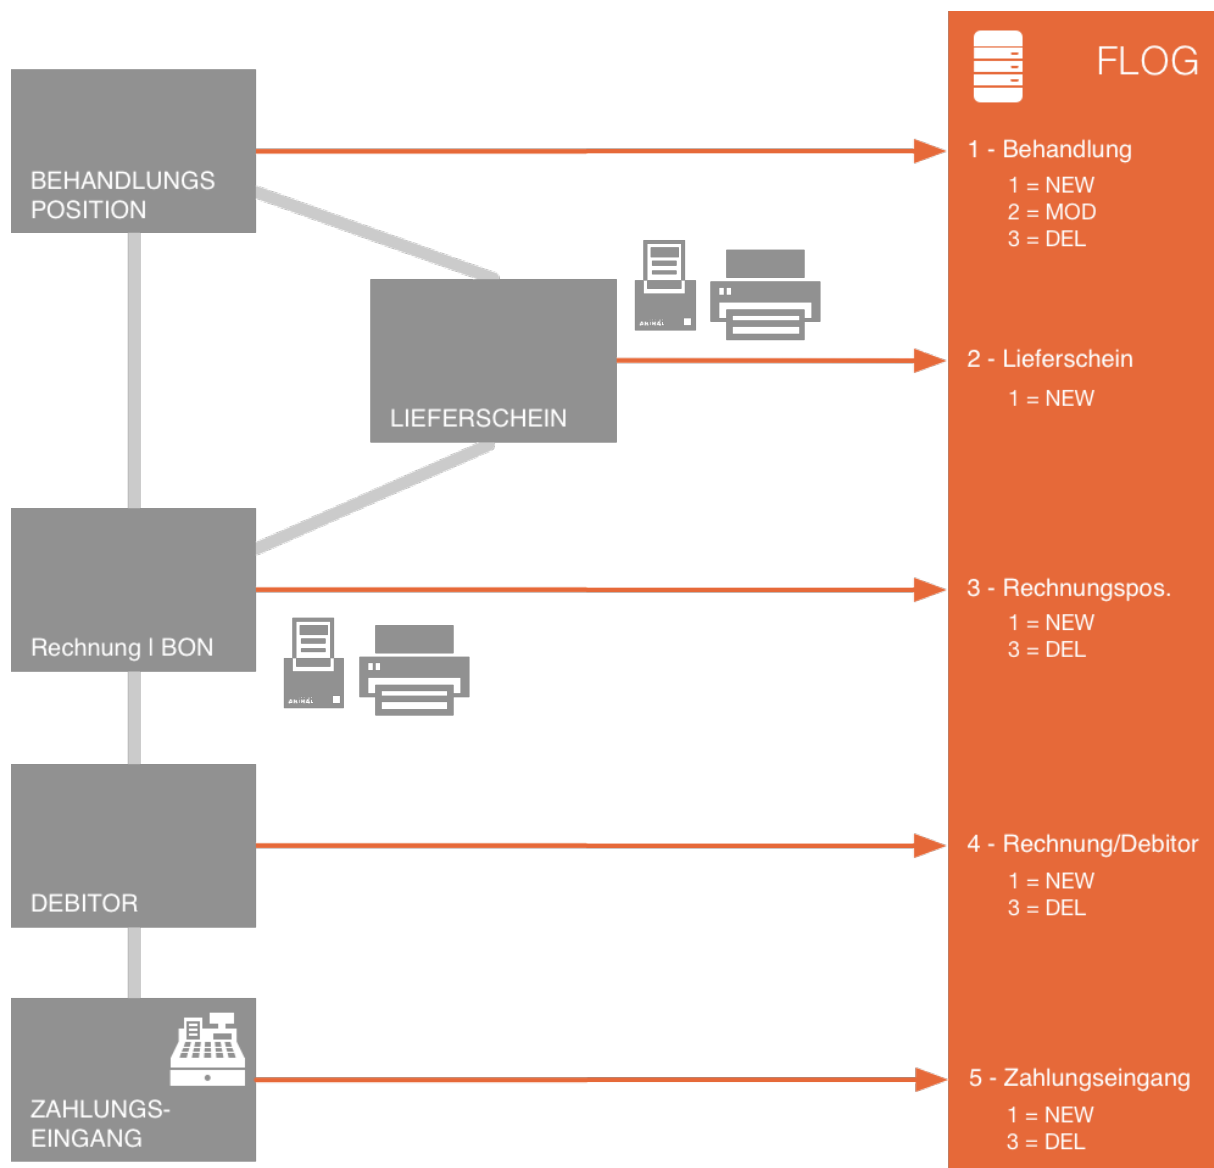 FLOG
BEHANDLUNGS
POSITION
1 - Behandlung
1 = NEW
2 = MOD
3 = DEL
ANIMAL
LIEFERSCHEIN
2 - Lieferschein
1 = NEW
Rechnung | BON
3 - Rechnungspos.
1 = NEW
3 = DEL
ANIMAL
DEBITOR
4 - Rechnung/Debitor
1 = NEW
3 = DEL
ZAHLUNGS-
EINGANG
5 - Zahlungseingang
1 = NEW
3 = DEL